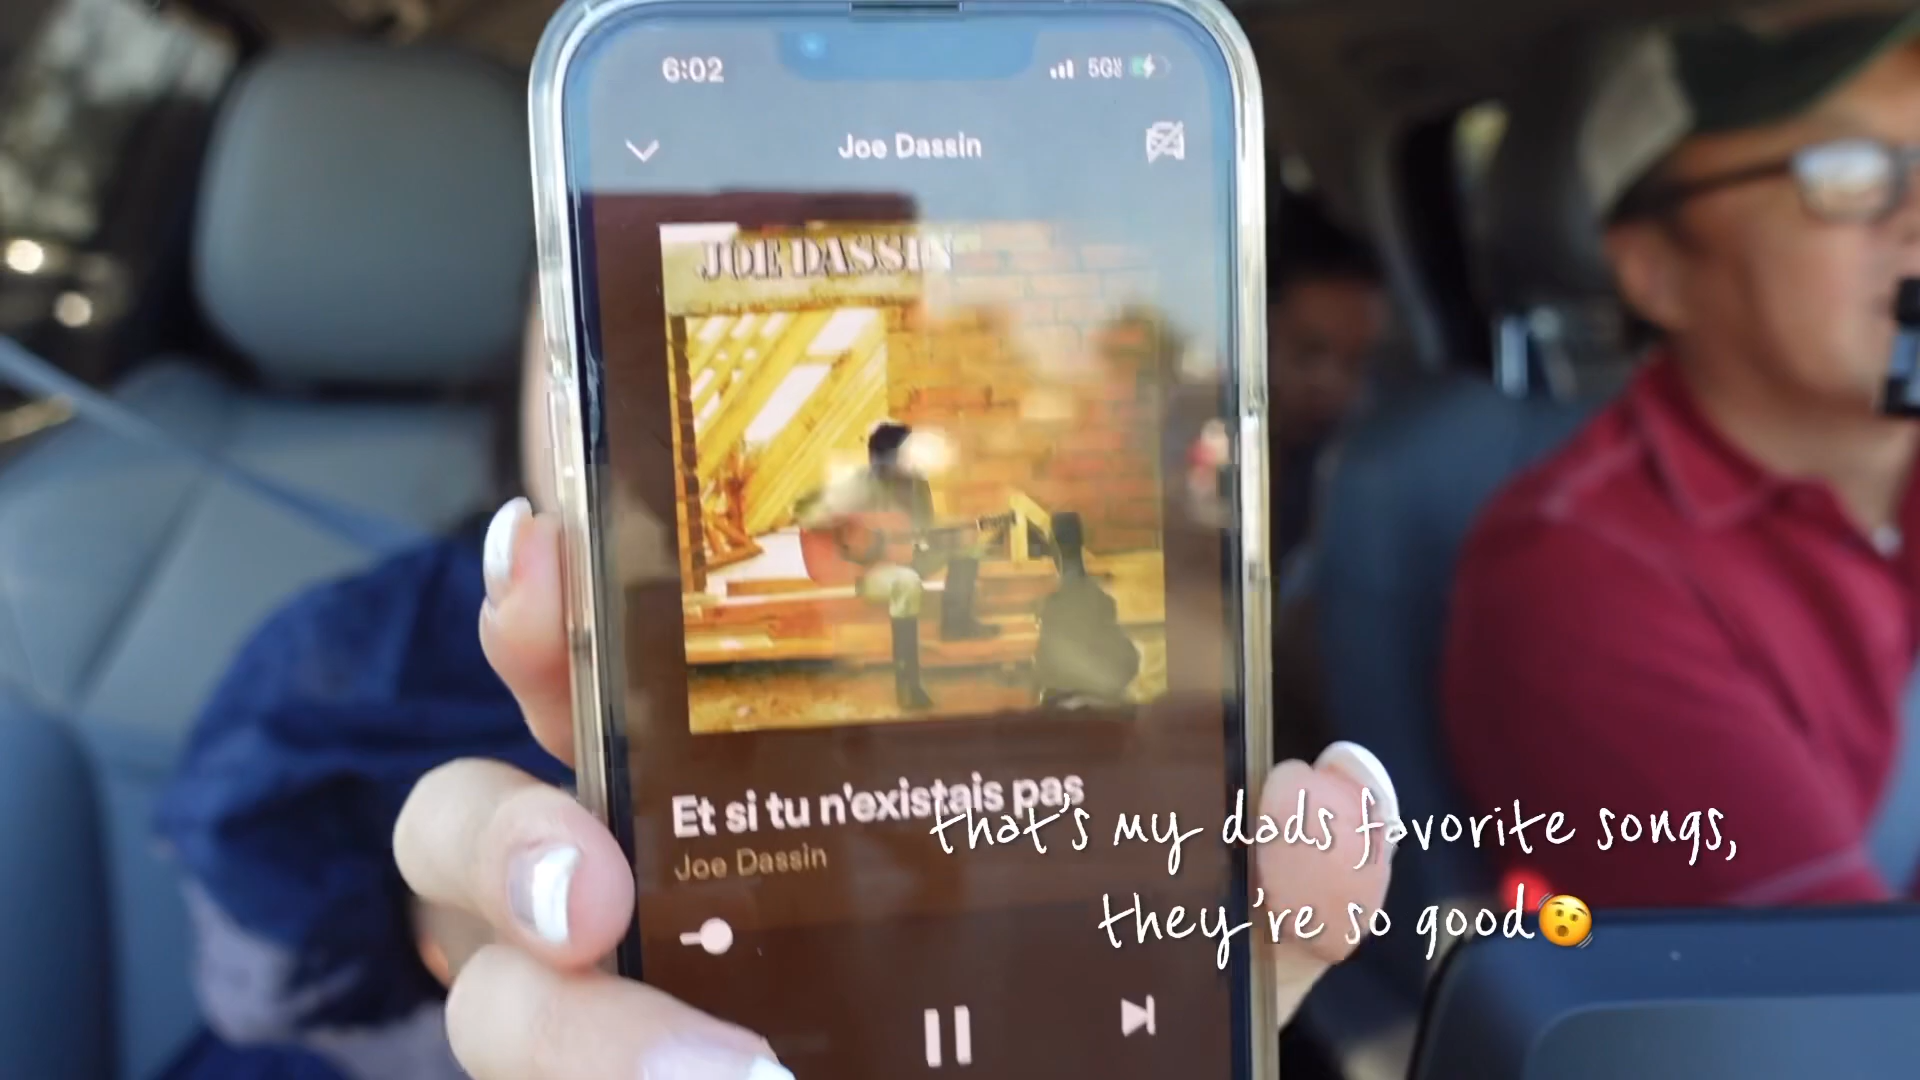 6:02
5G
Joe Dassin
JOE DASSIN
Et si tu n'existais pas
Joe Dassin
that's my dads favorite songs,
they're so good😯